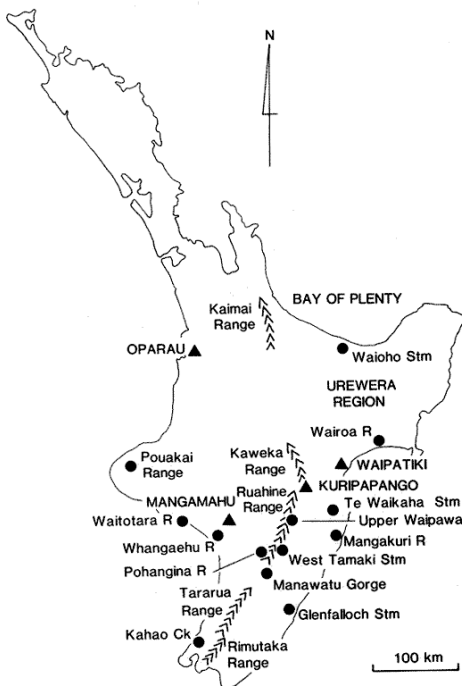 N
BAY OF PLENTY
Kaimai
Range
OPARAU
Waioho Stm
UREWERA
REGION
Wairoa R
Kaweka
Range
WAIPATIKI
Pouakai
Range
KURIPAPANGO
Ruahine
Range
MANGAMAHU
Te Waikaha Stm
Waitotara R
Upper Waipawa
Whangaehu R
Mangakuri R
Pohangina R
West Tamaki Stm
Manawatu Gorge
Tararua
Range
Glenfalloch Stm
Kahao Ck
Rimutaka
Range
100 km